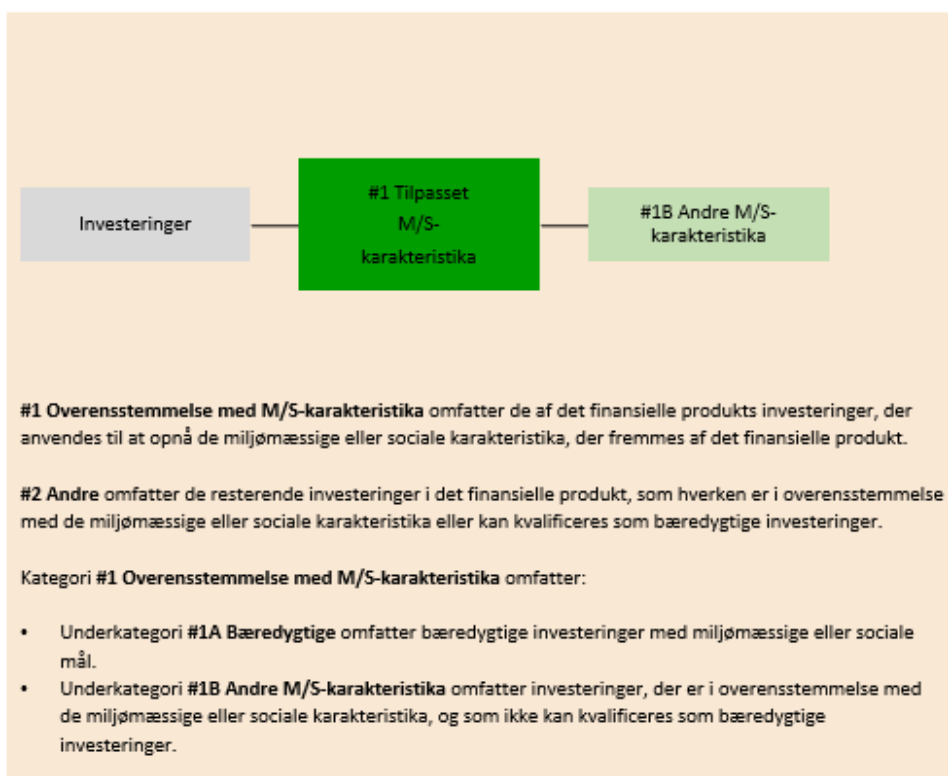 Investeringer
#1 Tilpasset
M/S-
karakteristika
#1B Andre M/S-
karakteristika
#1 Overensstemmelse med M/S-karakteristika omfatter de af det finansielle produkts investeringer, der
anvendes til at opnå de miljømæssige eller sociale karakteristika, der fremmes af det finansielle produkt.
#2 Andre omfatter de resterende investeringer i det finansielle produkt, som hverken er i overensstemmelse
med de miljømæssige eller sociale karakteristika eller kan kvalificeres som bæredygtige investeringer.
Kategori #1 Overensstemmelse med M/S-karakteristika omfatter:
• Underkategori #1A Bæredygtige omfatter bæredygtige investeringer med miljømæssige eller sociale
mål.
• Underkategori #1B Andre M/S-karakteristika omfatter investeringer, der er i overensstemmelse med
de miljømæssige eller sociale karakteristika, og som ikke kan kvalificeres som bæredygtige
investeringer.